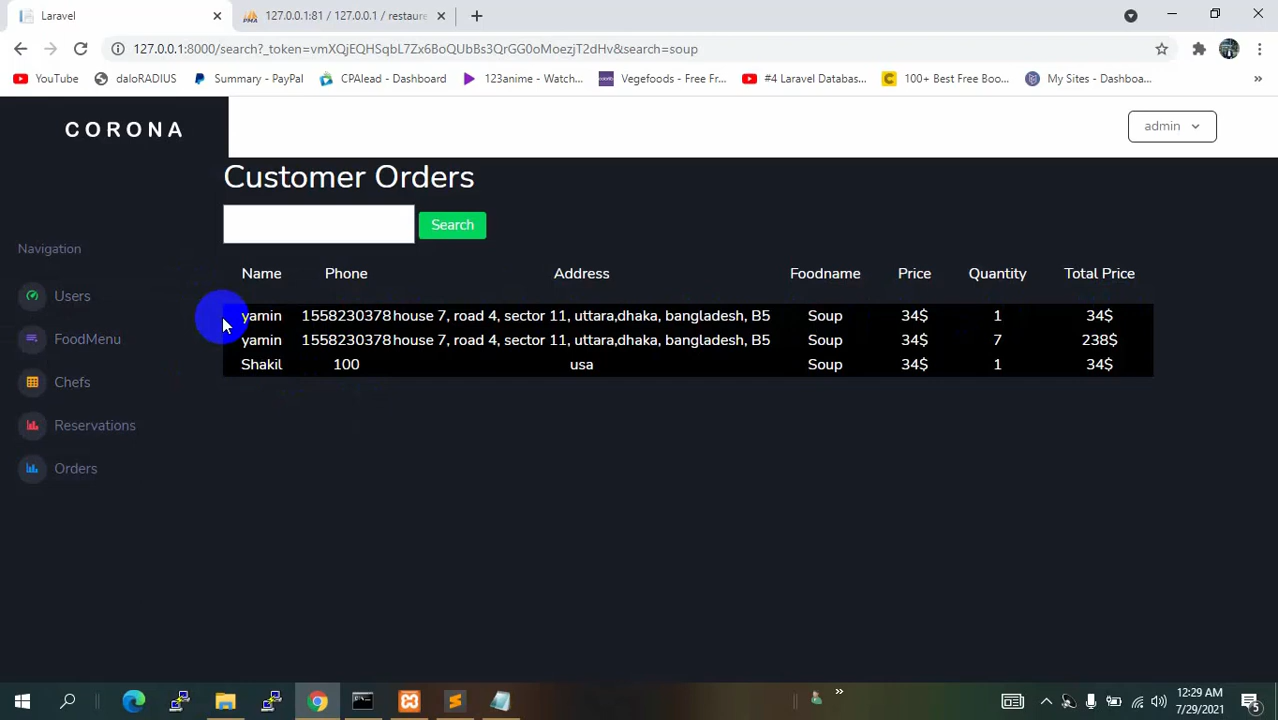 Laravel
127.0.0.1:81 / 127.0.0.1 / restaure
127.0.0.1:8000/search?_token=vmXQjEQHSqbL7Zx6BoQUbBs3QrGG0oMoezjT2dHv&search=soup
YouTube daloRADIUS Summary - PayPal CPAlead - Dashboard 123anime - Watch... Vegefoods - Free Fr... #4 Laravel Databas... 100+ Best Free Boo... My Sites - Dashboa... »
CORONA
admin
Customer Orders
Search
Navigation
Users
FoodMenu
Chefs
Reservations
Orders
Name Phone Address Foodname Price Quantity Total Price
yamin 1558230378 house 7, road 4, sector 11, uttara,dhaka, bangladesh, B5 Soup 34$ 1 34$
yamin 1558230378 house 7, road 4, sector 11, uttara,dhaka, bangladesh, B5 Soup 34$ 7 238$
Shakil 100 usa Soup 34$ 1 34$
12:29 AM
7/29/2021
5